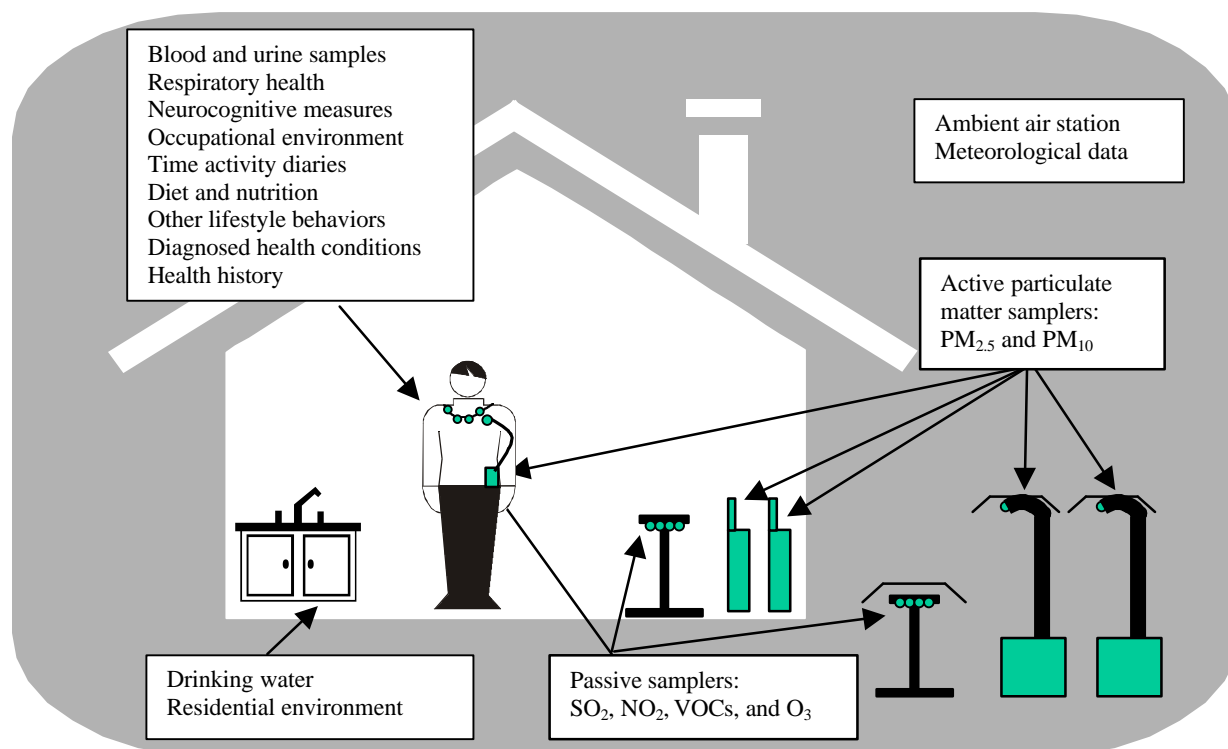 Blood and urine samples
Respiratory health
Neurocognitive measures
Occupational environment
Time activity diaries
Diet and nutrition
Other lifestyle behaviors
Diagnosed health conditions
Health history
Ambient air station
Meteorological data
Active particulate
matter samplers:
PM₂.₅ and PM₁₀
Drinking water
Residential environment
Passive samplers:
SO₂, NO₂, VOCs, and O₃